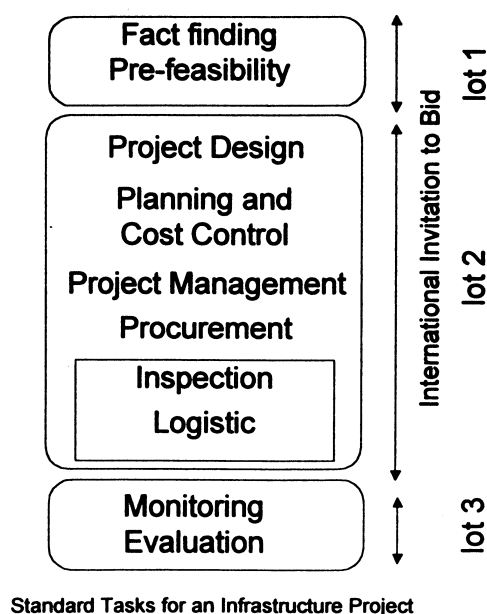 Fact finding
Pre-feasibility
lot 1
Project Design
Planning and
Cost Control
Project Management
Procurement
Inspection
Logistic
International Invitation to Bid
lot 2
Monitoring
Evaluation
lot 3
Standard Tasks for an Infrastructure Project